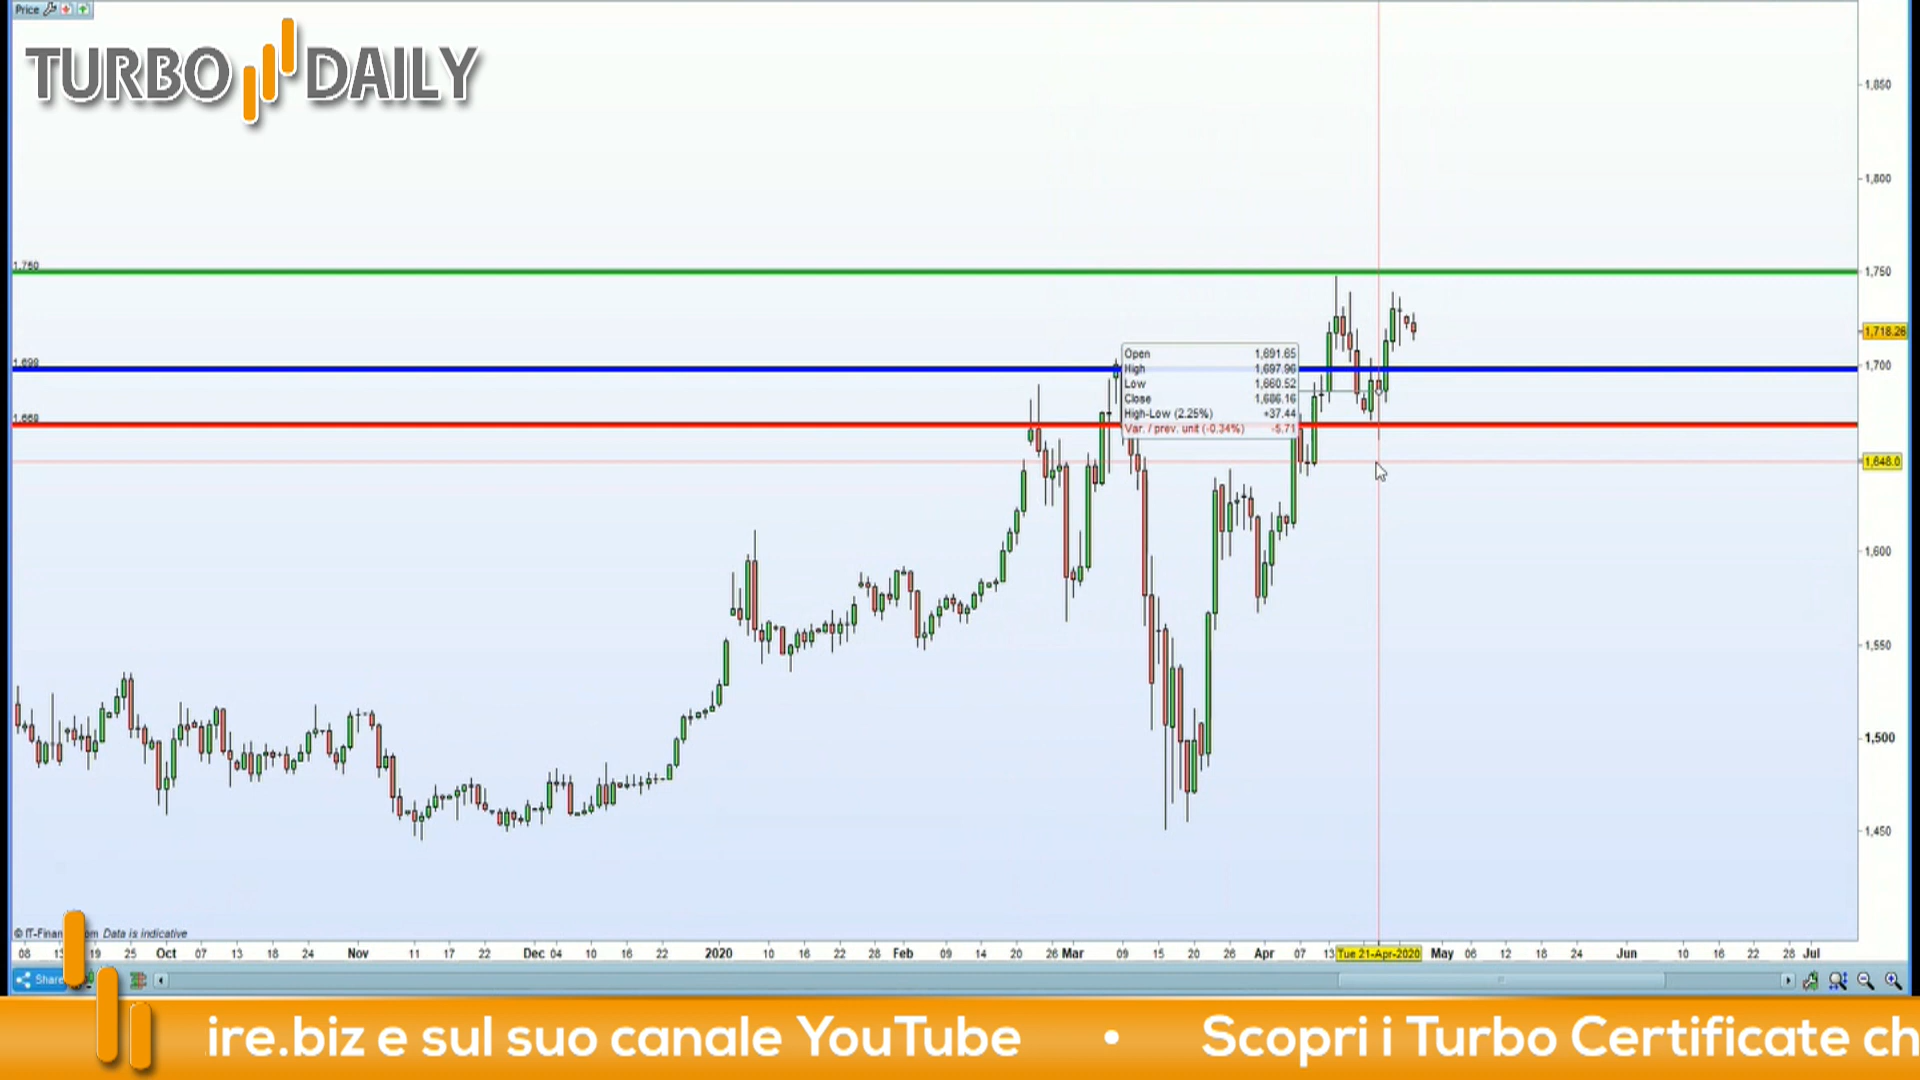 Price
TURBO DAILY
1,850
1,800
1,750
1,750
1,718.26
1,700
1,699
Open 1,691.65
High 1,697.96
Low 1,660.52
Close 1,686.16
High-Low (2.25%) +37.44
Var. / prev. unit (-0.34%) -5.71
1,669
1,648.0
1,600
1,550
1,500
1,450
© IT-Finan om Data is indicative
08 13 19 25 Oct 07 13 18 24 Nov 11 17 22 Dec 04 10 16 22 2020 10 16 22 28 Feb 09 14 20 26 Mar 09 15 20 26 Apr 07 13 Tue 21-Apr-2020 May 06 12 18 24 Jun 10 16 22 28 Jul
Share
ire.biz e sul suo canale YouTube • Scopri i Turbo Certificate ch